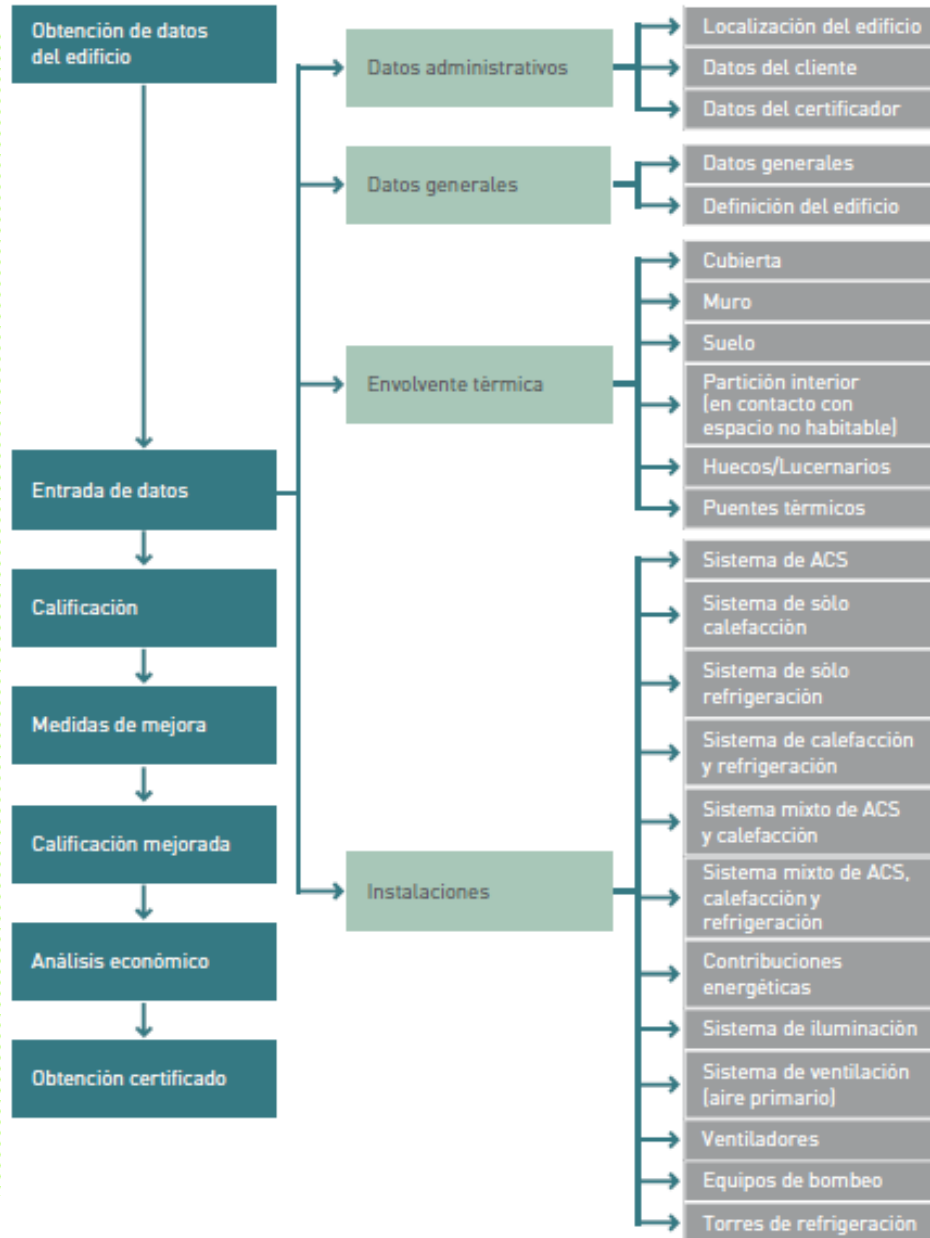 Obtención de datos
del edificio
Entrada de datos
Calificación
Medidas de mejora
Calificación mejorada
Análisis económico
Obtención certificado
Datos administrativos
Localización del edificio
Datos del cliente
Datos del certificador
Datos generales
Datos generales
Definición del edificio
Envolvente térmica
Cubierta
Muro
Suelo
Partición interior
(en contacto con
espacio no habitable)
Huecos/Lucernarios
Puentes térmicos
Instalaciones
Sistema de ACS
Sistema de sólo
calefacción
Sistema de sólo
refrigeración
Sistema de calefacción
y refrigeración
Sistema mixto de ACS
y calefacción
Sistema mixto de ACS,
calefacción y
refrigeración
Contribuciones
energéticas
Sistema de iluminación
Sistema de ventilación
(aire primario)
Ventiladores
Equipos de bombeo
Torres de refrigeración